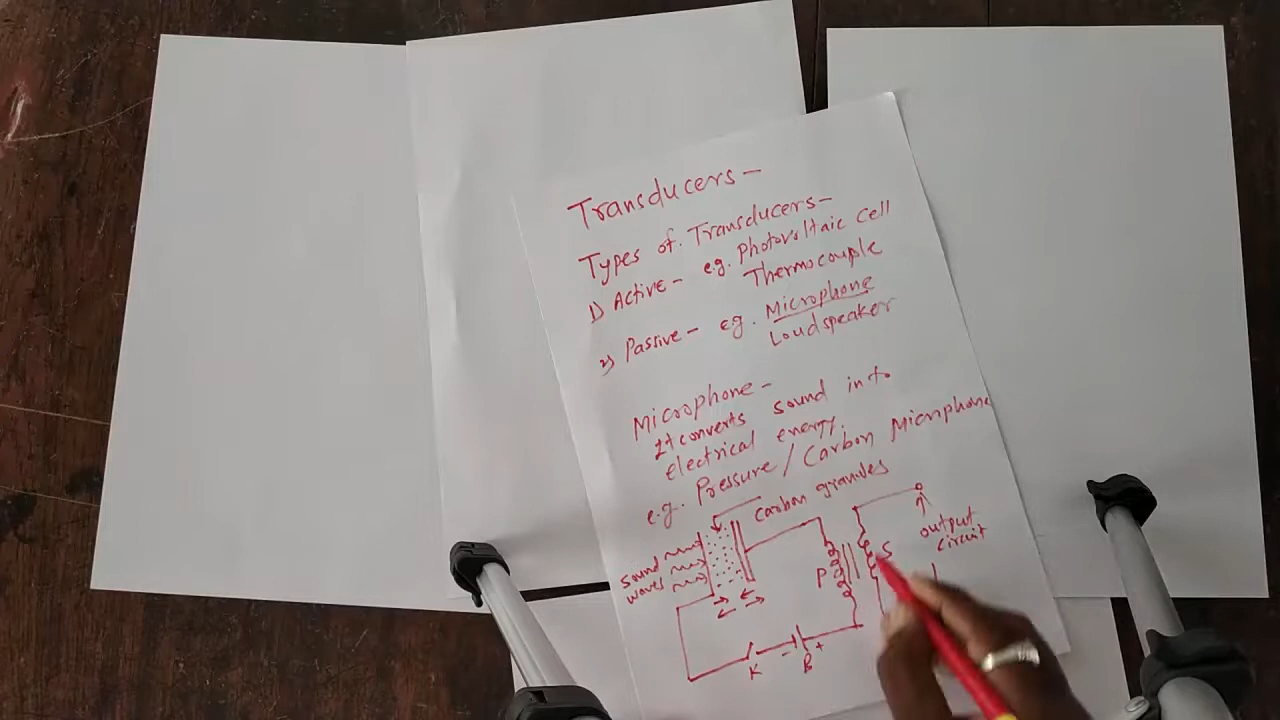 Transducers-
Types of Transducers-
1) Active - e.g. Photovoltaic cell
Thermocouple
2) Passive - eg. Microphone
Loudspeaker
Microphone -
It converts sound into
electrical energy.
e.g. Pressure / Carbon Microphone
carbon granules
sound
waves
P
S
output
circuit
K
- B +